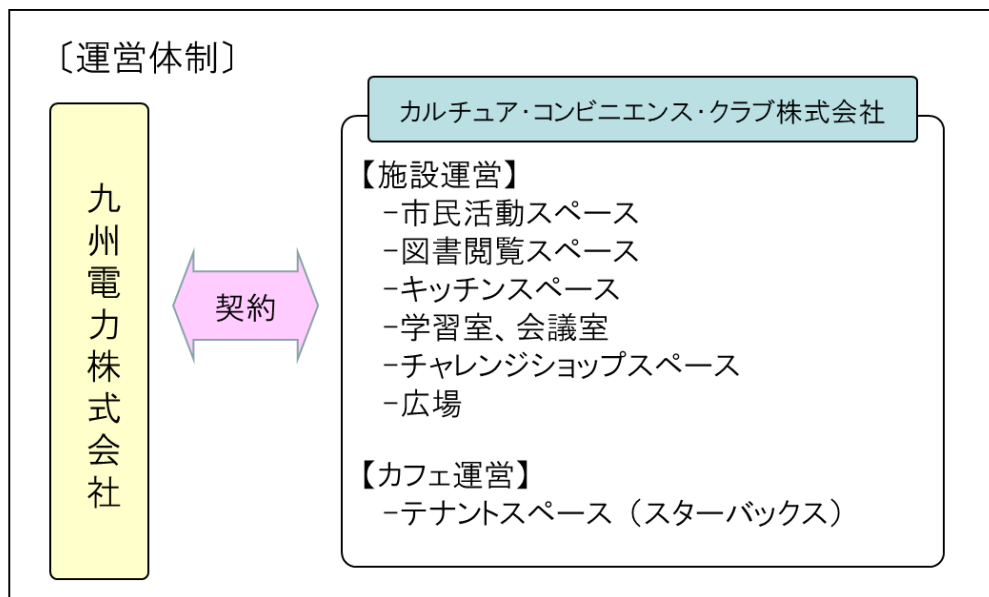 〔運営体制〕
九州電力株式会社
契約
カルチュア・コンビニエンス・クラブ株式会社
【施設運営】
-市民活動スペース
-図書閲覧スペース
-キッチンスペース
-学習室、会議室
-チャレンジショップスペース
-広場
【カフェ運営】
-テナントスペース（スターバックス）